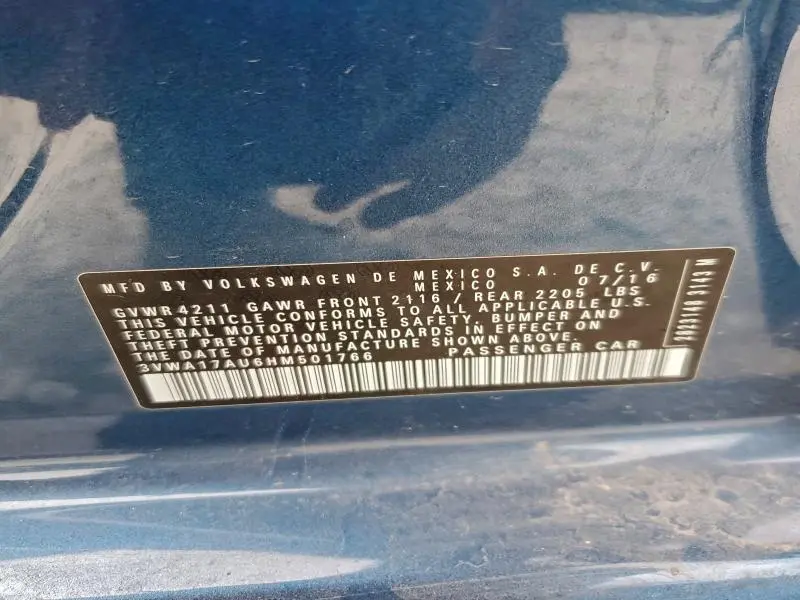 MFD BY VOLKSWAGEN DE MEXICO S.A. DE C.V.
MEXICO 07/16
GVWR 4211 GAWR FRONT 2116 / REAR 2205 LBS
THIS VEHICLE CONFORMS TO ALL APPLICABLE U.S.
FEDERAL MOTOR VEHICLE SAFETY, BUMPER AND
THEFT PREVENTION STANDARDS IN EFFECT ON
THE DATE OF MANUFACTURE SHOWN ABOVE.
3VWA17AU6HM501766 PASSENGER CAR